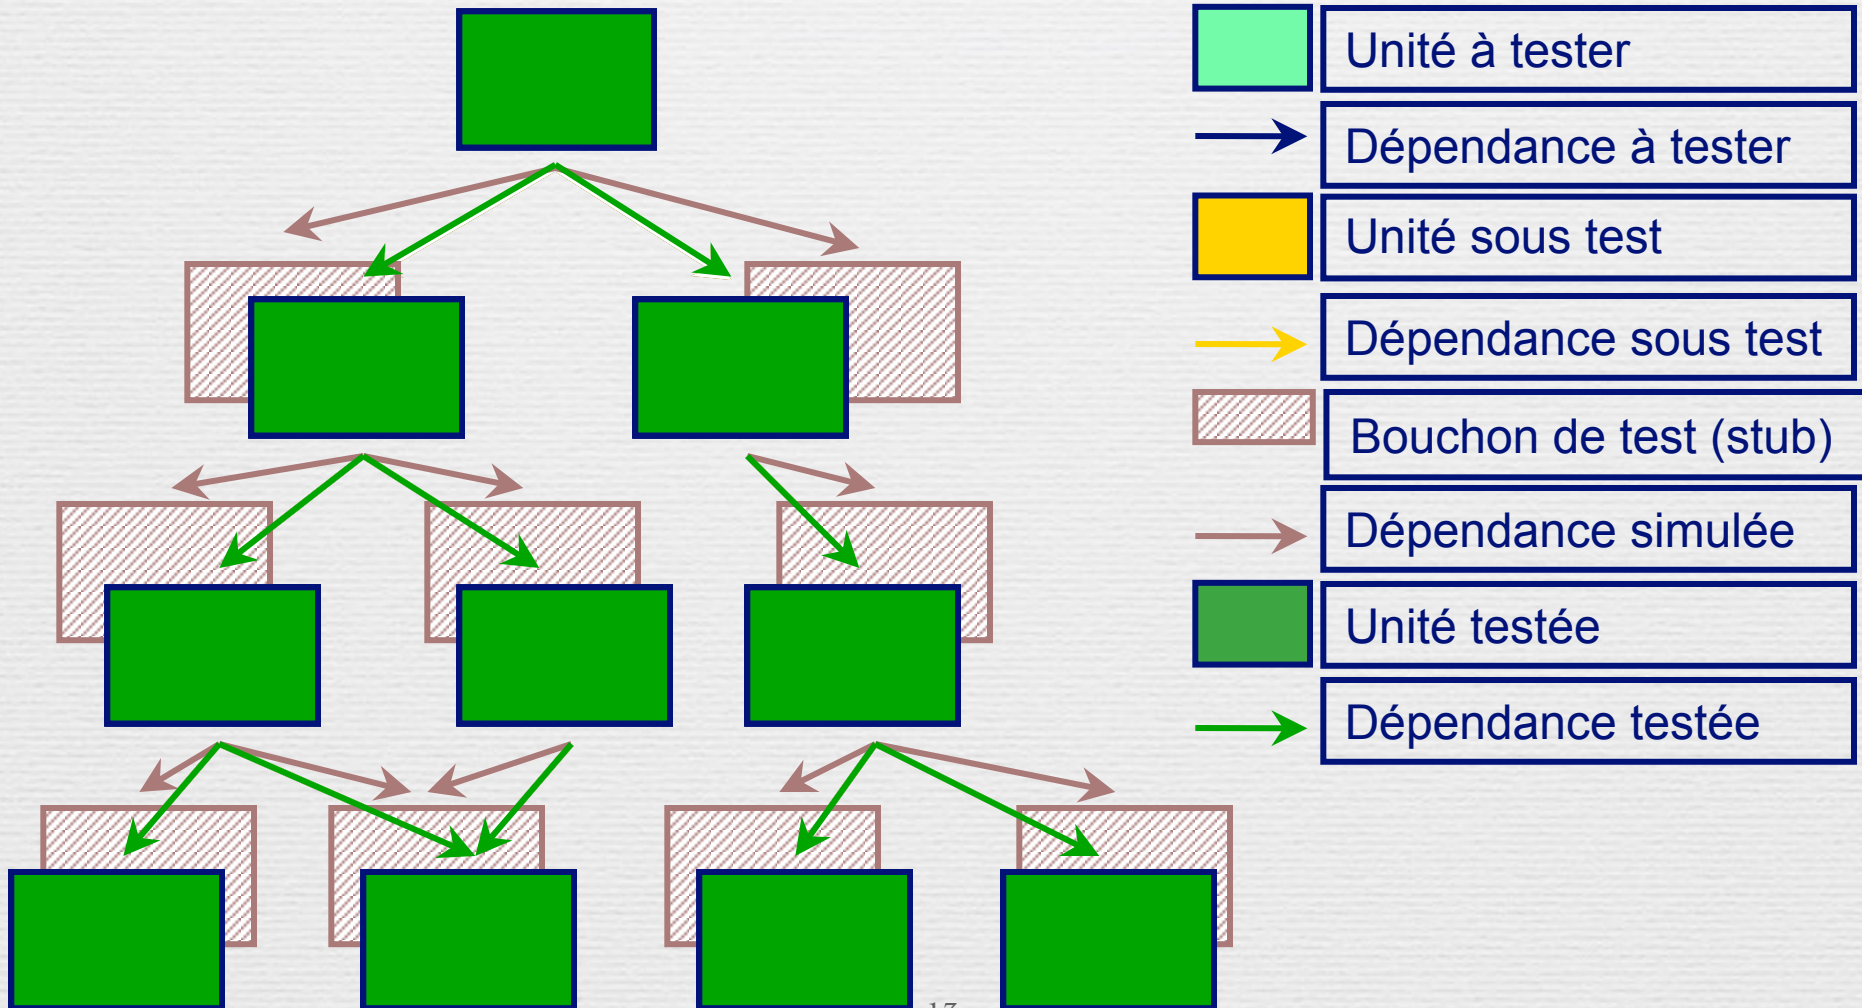 Unité à tester
Dépendance à tester
Unité sous test
Dépendance sous test
Bouchon de test (stub)
Dépendance simulée
Unité testée
Dépendance testée